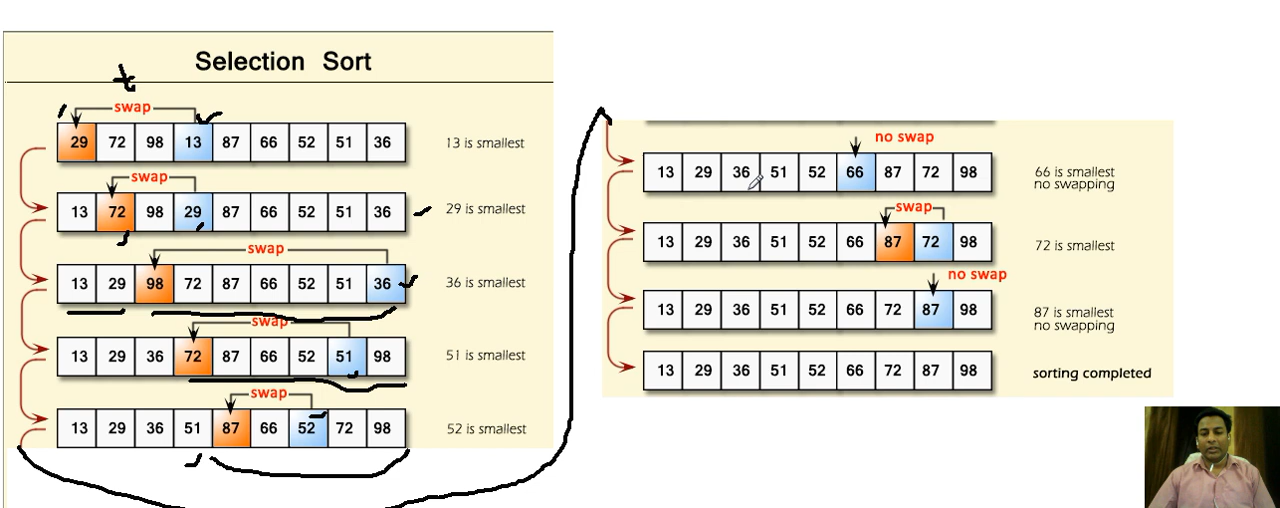 Selection Sort
swap
29 72 98 13 87 66 52 51 36 13 is smallest
swap
13 72 98 29 87 66 52 51 36 29 is smallest
swap
13 29 98 72 87 66 52 51 36 36 is smallest
swap
13 29 36 72 87 66 52 51 98 51 is smallest
swap
13 29 36 51 87 66 52 72 98 52 is smallest
no swap
13 29 36 51 52 66 87 72 98 66 is smallest
no swapping
swap
13 29 36 51 52 66 87 72 98 72 is smallest
no swap
13 29 36 51 52 66 72 87 98 87 is smallest
no swapping
13 29 36 51 52 66 72 87 98 sorting completed